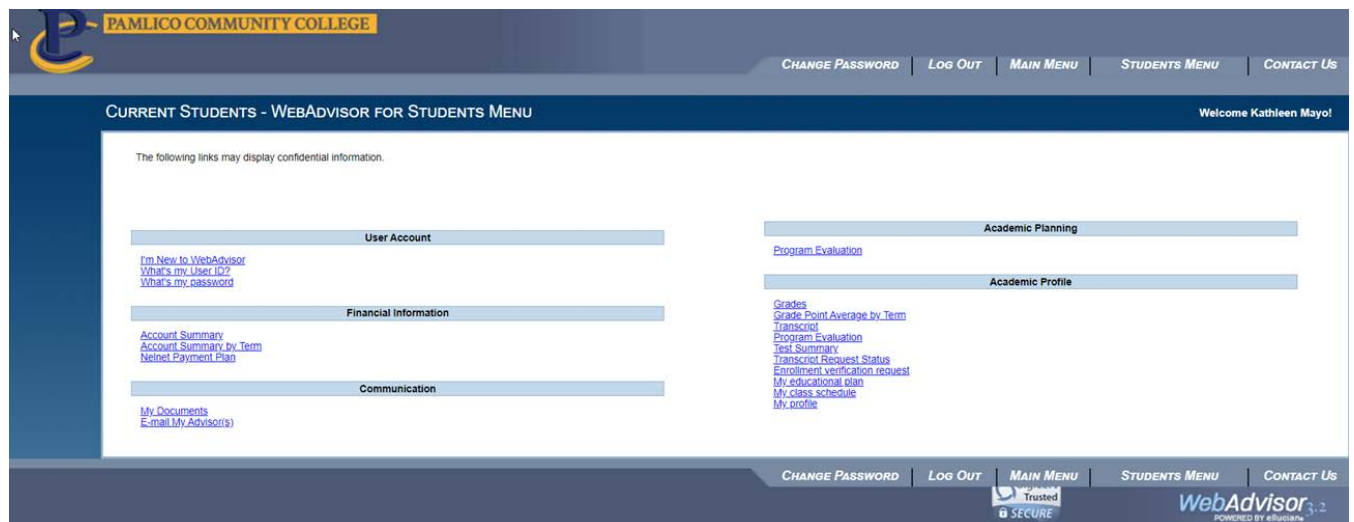 PAMLICO COMMUNITY COLLEGE
CHANGE PASSWORD LOG OUT MAIN MENU STUDENTS MENU CONTACT US
CURRENT STUDENTS - WEBADVISOR FOR STUDENTS MENU Welcome Kathleen Mayo!
The following links may display confidential information.
User Account
I'm New to WebAdvisor
What's my User ID?
What's my password
Financial Information
Account Summary
Account Summary by Term
Nelnet Payment Plan
Communication
My Documents
E-mail My Advisor(s)
Academic Planning
Program Evaluation
Academic Profile
Grades
Grade Point Average by Term
Transcript
Program Evaluation
Test Summary
Transcript Request Status
Enrollment verification request
My educational plan
My class schedule
My profile
CHANGE PASSWORD LOG OUT MAIN MENU STUDENTS MENU CONTACT US
Trusted
SECURE
WebAdvisor 3.2
POWERED BY ellucian